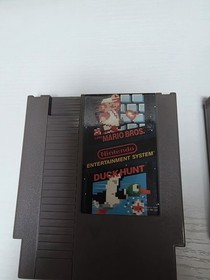 MARIO BROS.
Nintendo
ENTERTAINMENT SYSTEM
DUCK HUNT